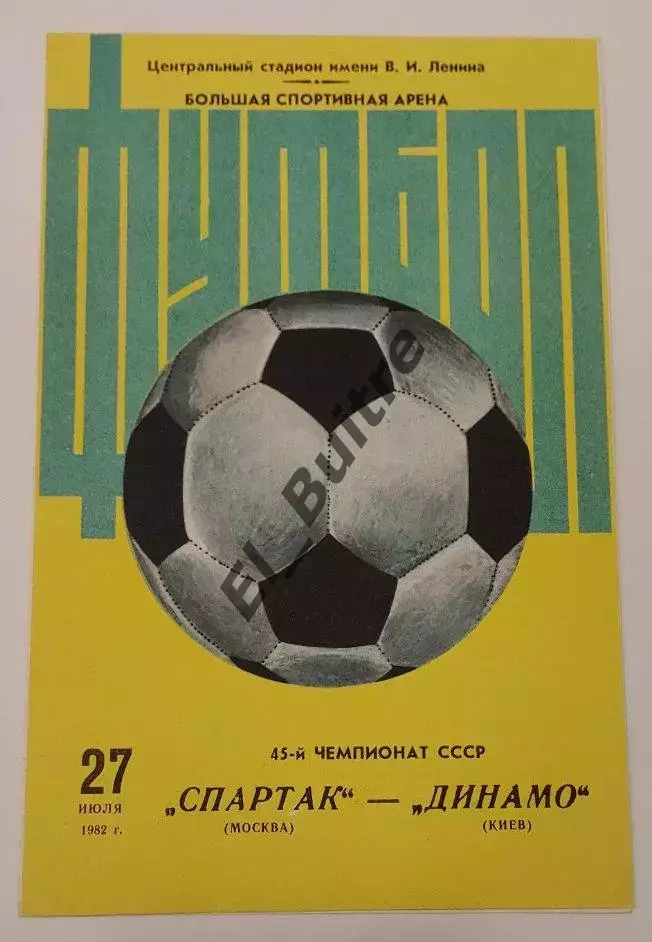 Центральный стадион имени В. И. Ленина
БОЛЬШАЯ СПОРТИВНАЯ АРЕНА
ФУТБОЛ
El_Buitre
45-й ЧЕМПИОНАТ СССР
27
ИЮЛЯ
1982 г.
„СПАРТАК“ — „ДИНАМО“
(МОСКВА) (КИЕВ)